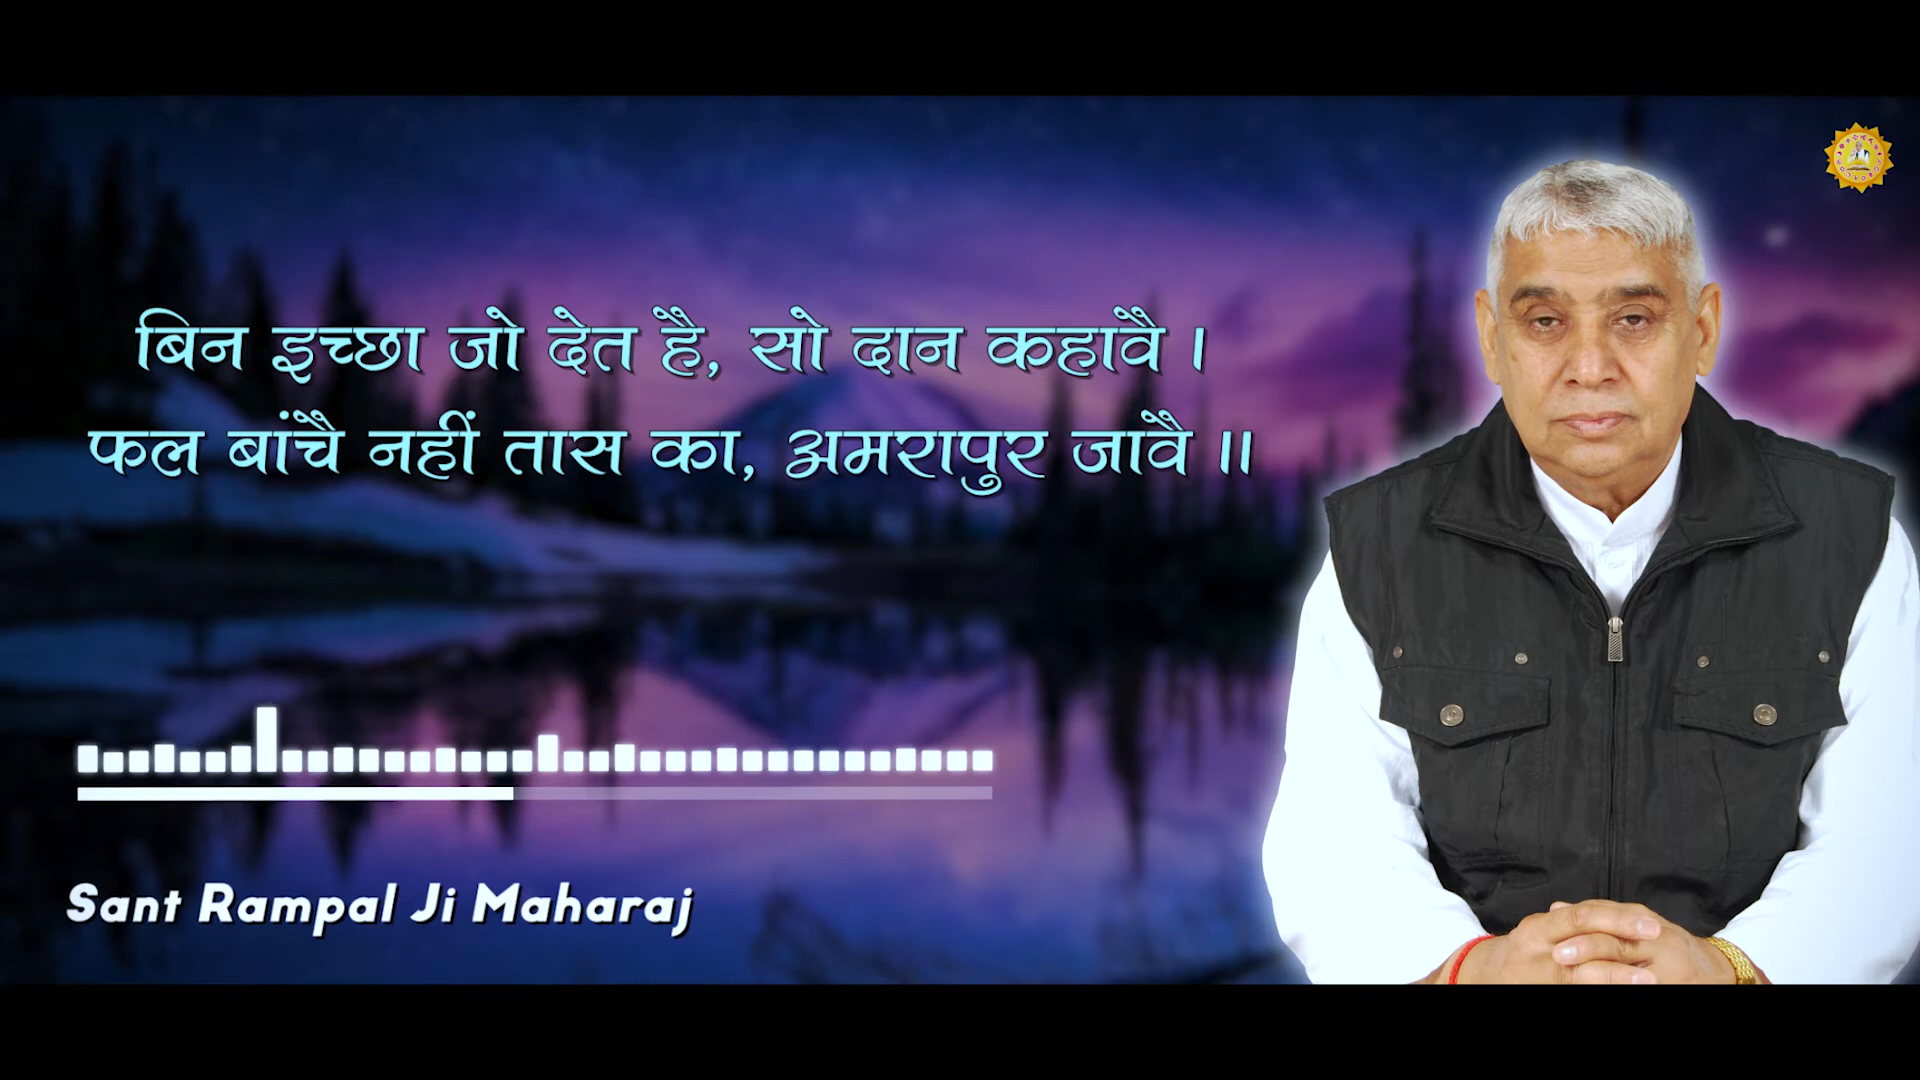 बिन इच्छा जो देत है, सो दान कहावै ।
फल बांचै नहीं तास का, अमरापुर जावै ॥
Sant Rampal Ji Maharaj